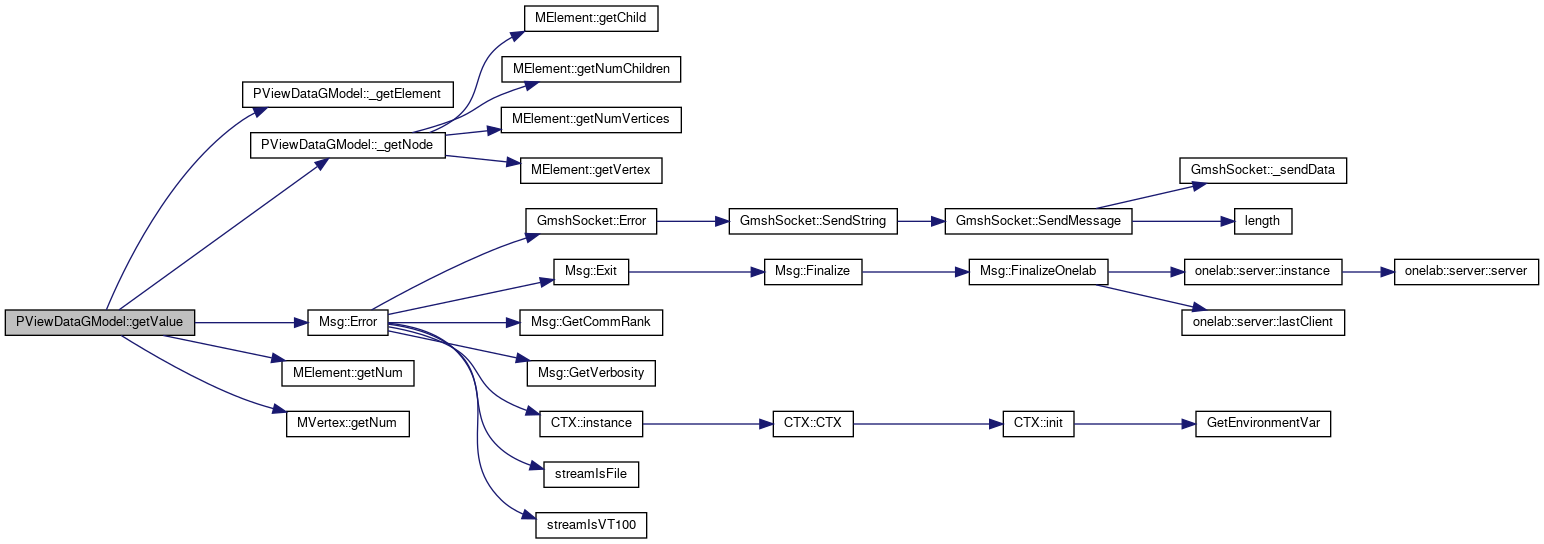 MElement::getChild
MElement::getNumChildren
PViewDataGModel::_getElement
MElement::getNumVertices
PViewDataGModel::_getNode
MElement::getVertex
GmshSocket::_sendData
GmshSocket::Error
GmshSocket::SendString
GmshSocket::SendMessage
length
Msg::Exit
Msg::Finalize
Msg::FinalizeOnelab
onelab::server::instance
onelab::server::server
PViewDataGModel::getValue
Msg::Error
Msg::GetCommRank
onelab::server::lastClient
MElement::getNum
Msg::GetVerbosity
MVertex::getNum
CTX::instance
CTX::CTX
CTX::init
GetEnvironmentVar
streamIsFile
streamIsVT100